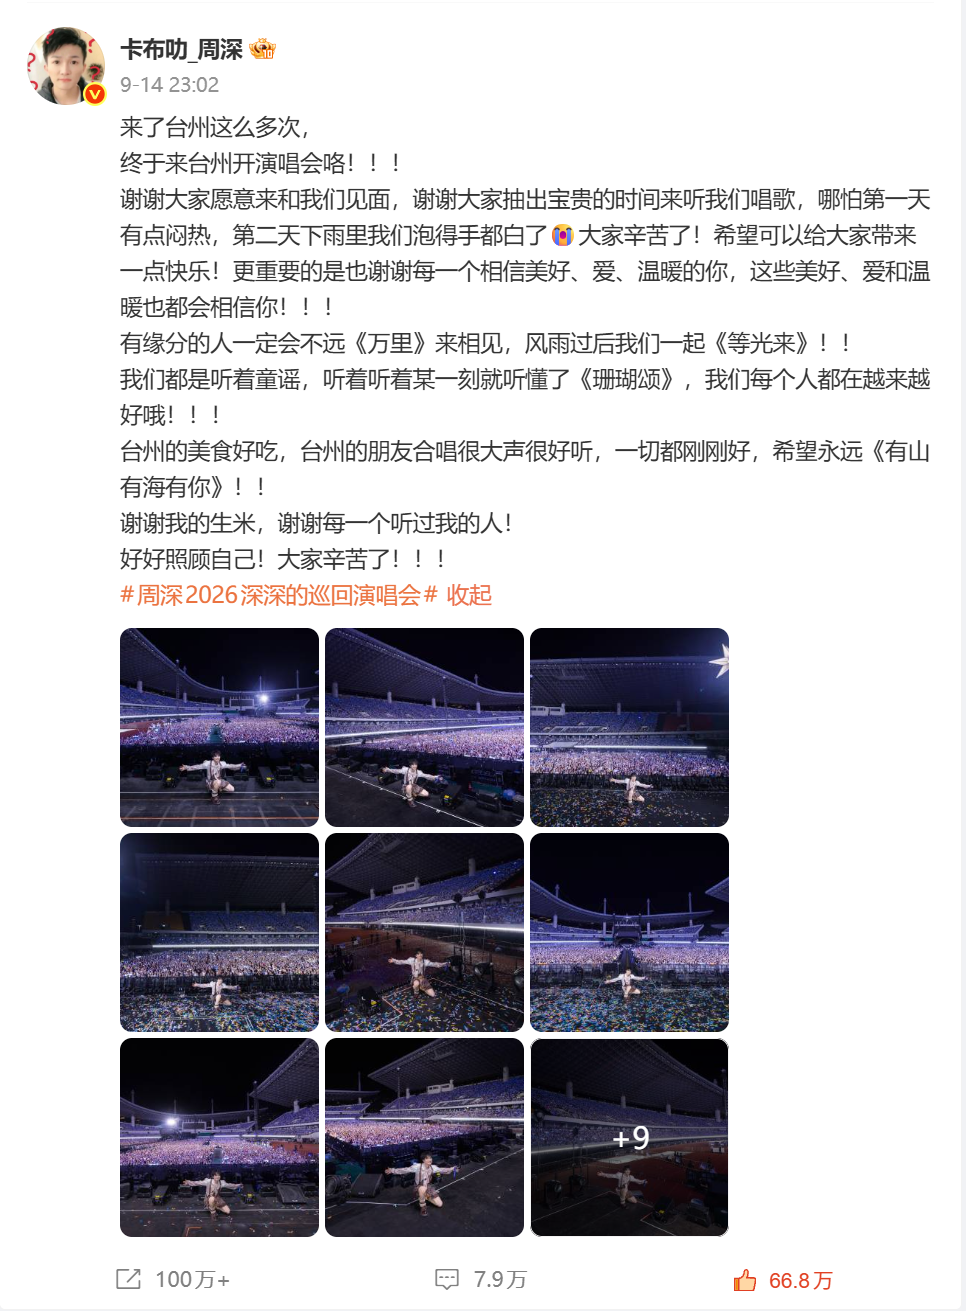 卡布叻_周深
9-14 23:02
来了台州这么多次，
终于来台州开演唱会咯！！！
谢谢大家愿意来和我们见面，谢谢大家抽出宝贵的时间来听我们唱歌，哪怕第一天
有点闷热，第二天下雨里我们泡得手都白了😭大家辛苦了！希望可以给大家带来
一点快乐！更重要的是也谢谢每一个相信美好、爱、温暖的你，这些美好、爱和温
暖也都会相信你！！！
有缘分的人一定会不远《万里》来相见，风雨过后我们一起《等光来》！！
我们都是听着童谣，听着听着某一刻就听懂了《珊瑚颂》，我们每个人都在越来越
好哦！！！
台州的美食好吃，台州的朋友合唱很大声很好听，一切都刚刚好，希望永远《有山
有海有你》！！
谢谢我的生米，谢谢每一个听过我的人！
好好照顾自己！大家辛苦了！！！
#周深2026深深的巡回演唱会# 收起
+9
100万+
7.9万
66.8万